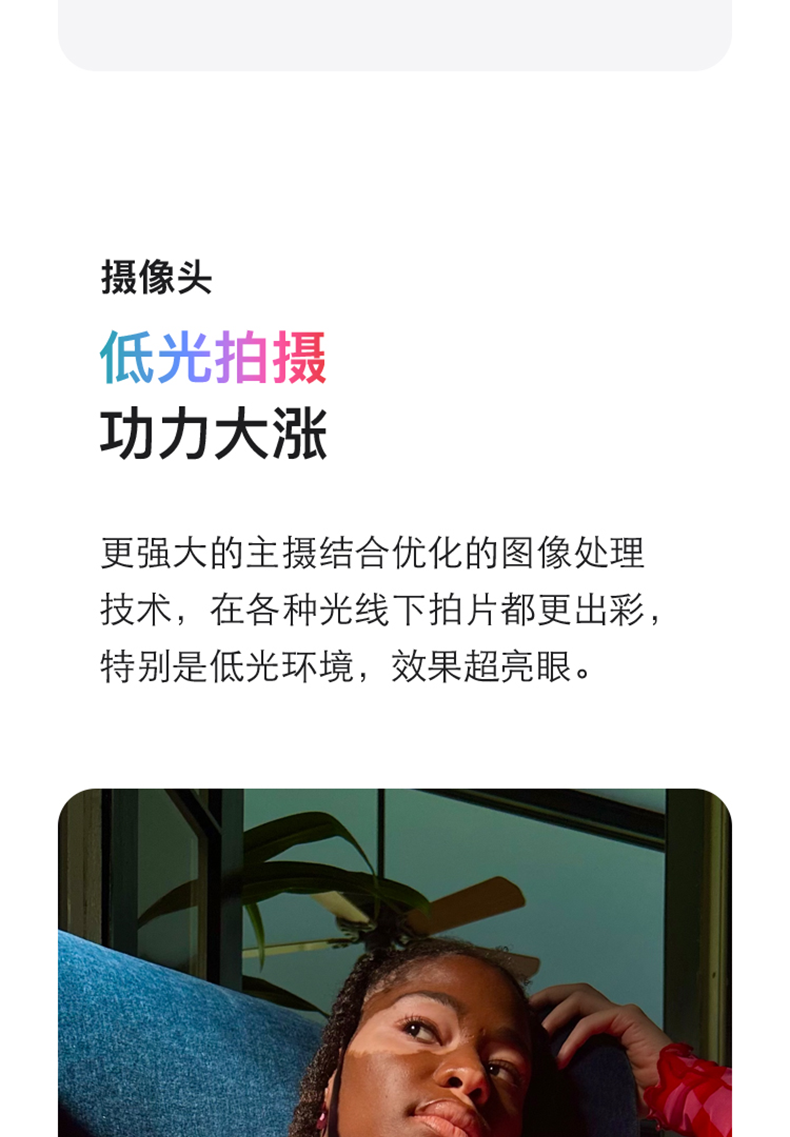 摄像头
低光拍摄
功力大涨
更强大的主摄结合优化的图像处理
技术，在各种光线下拍片都更出彩，
特别是低光环境，效果超亮眼。